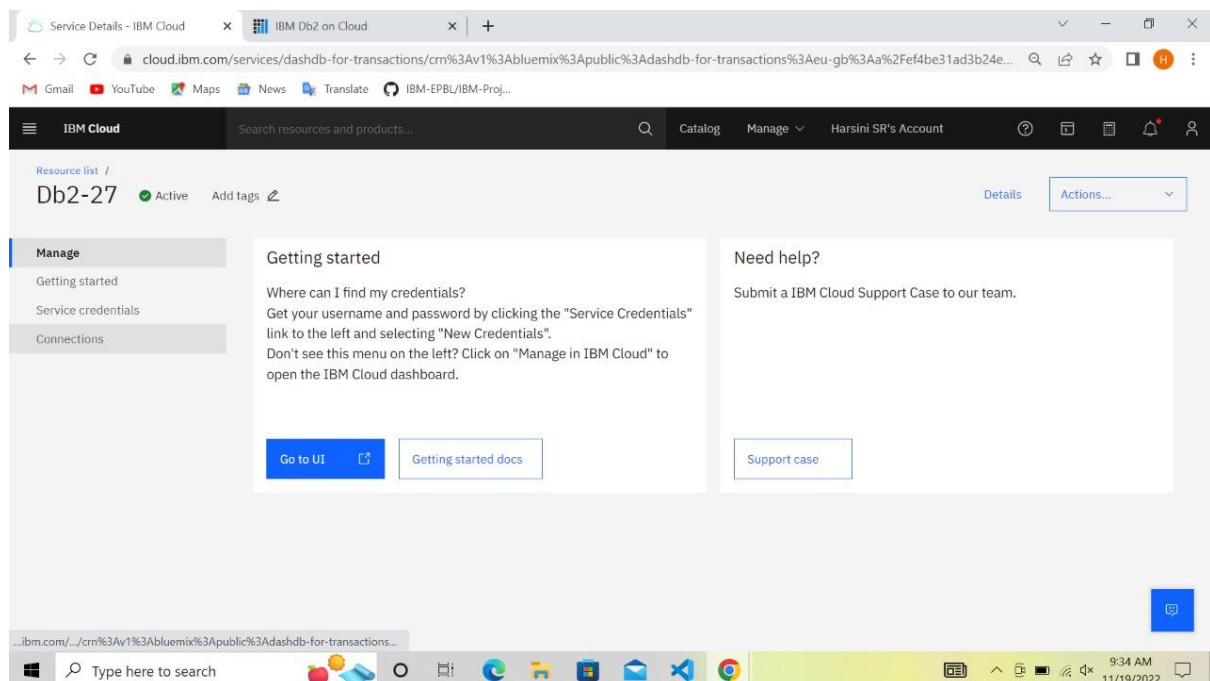 Service Details - IBM Cloud
IBM Db2 on Cloud
cloud.ibm.com/services/dashdb-for-transactions/crn%3Av1%3Abluemix%3Apublic%3Adashdb-for-transactions%3Aeu-gb%3Aa%2Fef4be31ad3b24e...
H
Gmail YouTube Maps News Translate IBM-EPBL/IBM-Proj...
IBM Cloud
Search resources and products...
Catalog
Manage
Harsini SR's Account
Resource list /
Db2-27
Active
Add tags
Details
Actions...
Manage
Getting started
Service credentials
Connections
Getting started
Where can I find my credentials?
Get your username and password by clicking the "Service Credentials"
link to the left and selecting "New Credentials".
Don't see this menu on the left? Click on "Manage in IBM Cloud" to
open the IBM Cloud dashboard.
Go to UI
Getting started docs
Need help?
Submit a IBM Cloud Support Case to our team.
Support case
...ibm.com/.../crn%3Av1%3Abluemix%3Apublic%3Adashdb-for-transactions...
Type here to search
9:34 AM
11/19/2022